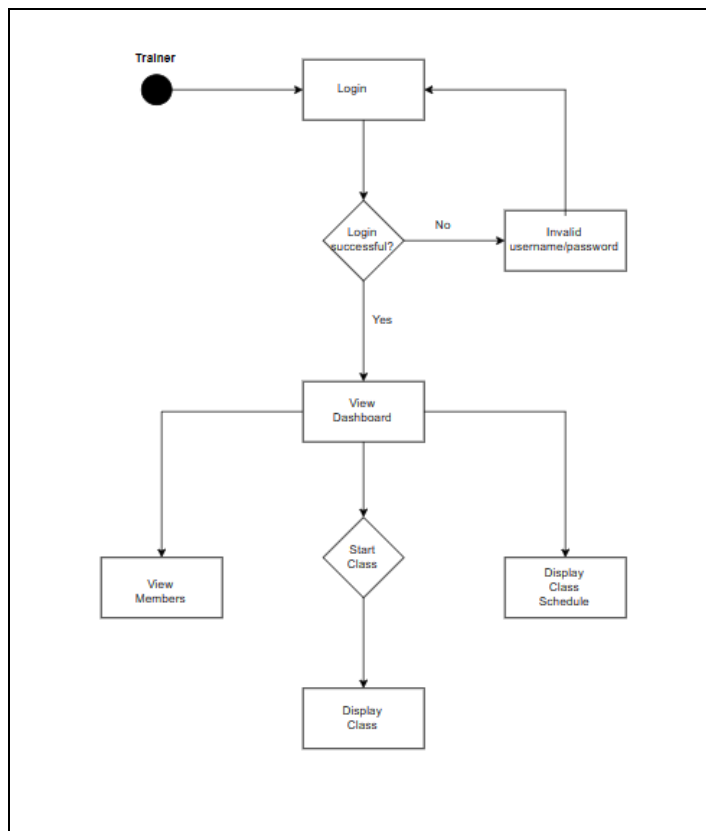 Trainer
Login
Login
successful?
No
Invalid
username/password
Yes
View
Dashboard
Start
Class
View
Members
Display
Class
Schedule
Display
Class